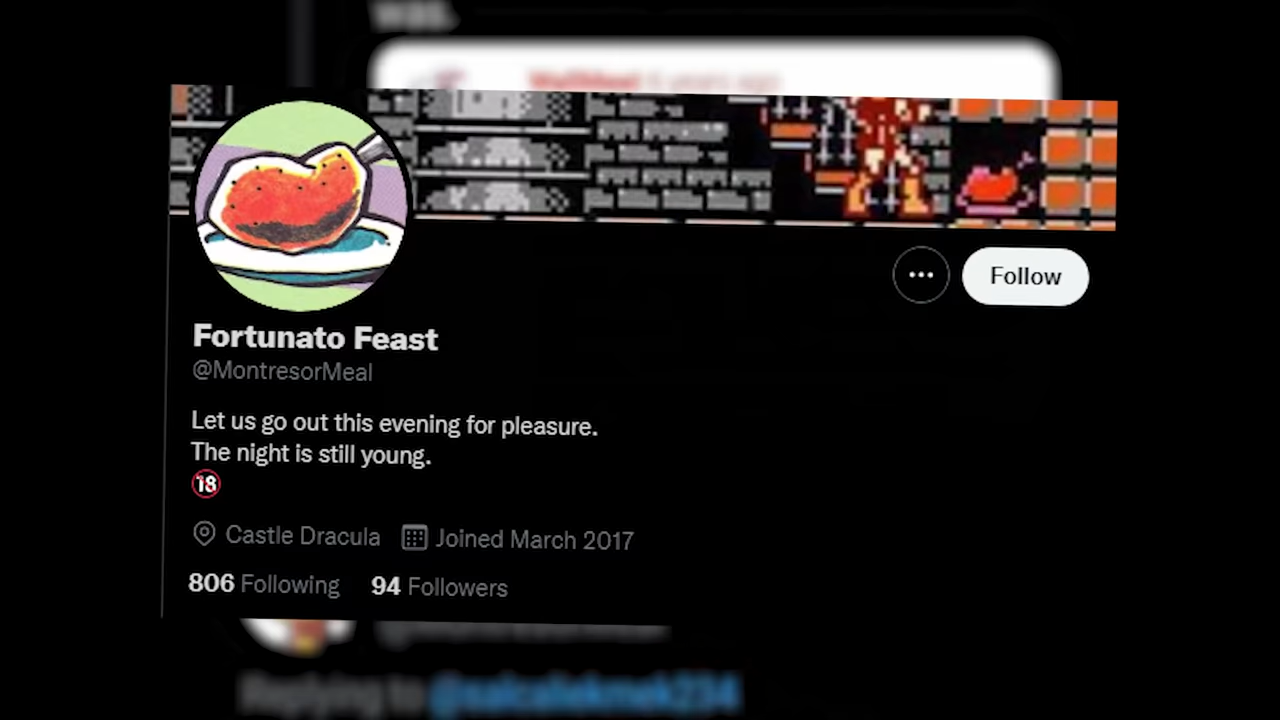 was.
Fortunato Feast
@MontresorMeal
Let us go out this evening for pleasure.
The night is still young.
🔞
Castle Dracula Joined March 2017
806 Following 94 Followers
Replying to
Follow